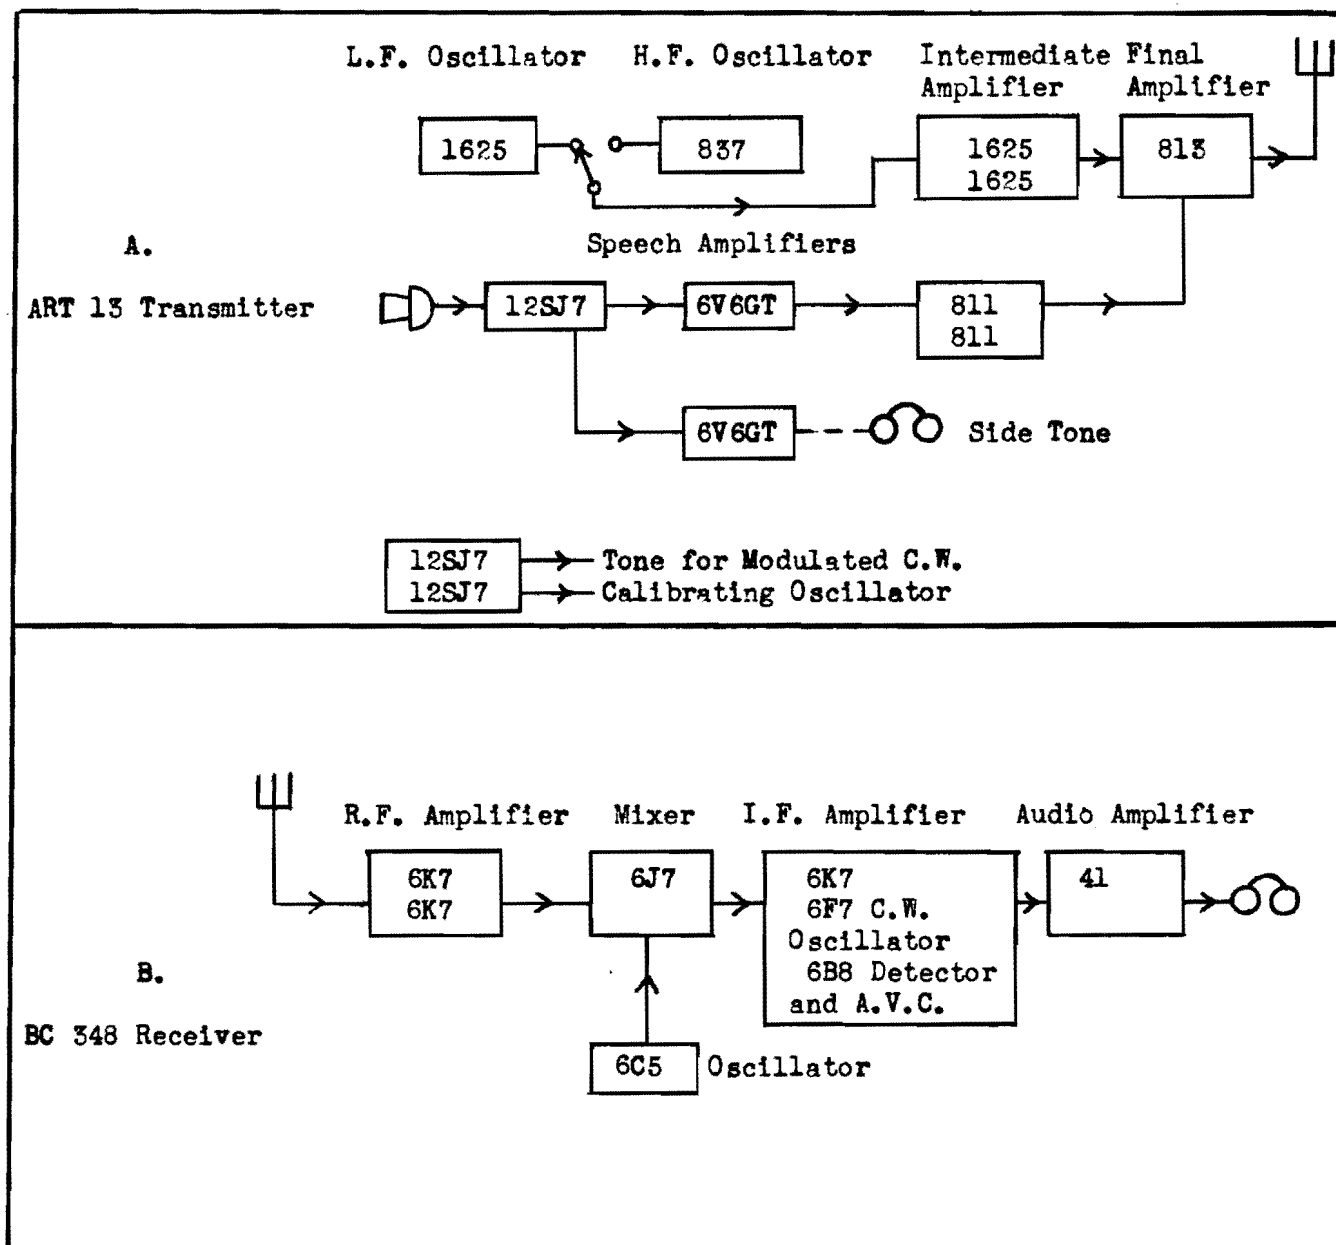 L.F. Oscillator H.F. Oscillator Intermediate Final
Amplifier Amplifier
1625 837 1625 813
1625
A.
Speech Amplifiers
ART 13 Transmitter
12SJ7 6V6GT 811
811
6V6GT Side Tone
12SJ7 Tone for Modulated C.W.
12SJ7 Calibrating Oscillator
R.F. Amplifier Mixer I.F. Amplifier Audio Amplifier
6K7 6J7 6K7 41
6K7 6F7 C.W.
Oscillator
6B8 Detector
and A.V.C.
B.
BC 348 Receiver
6C5 Oscillator